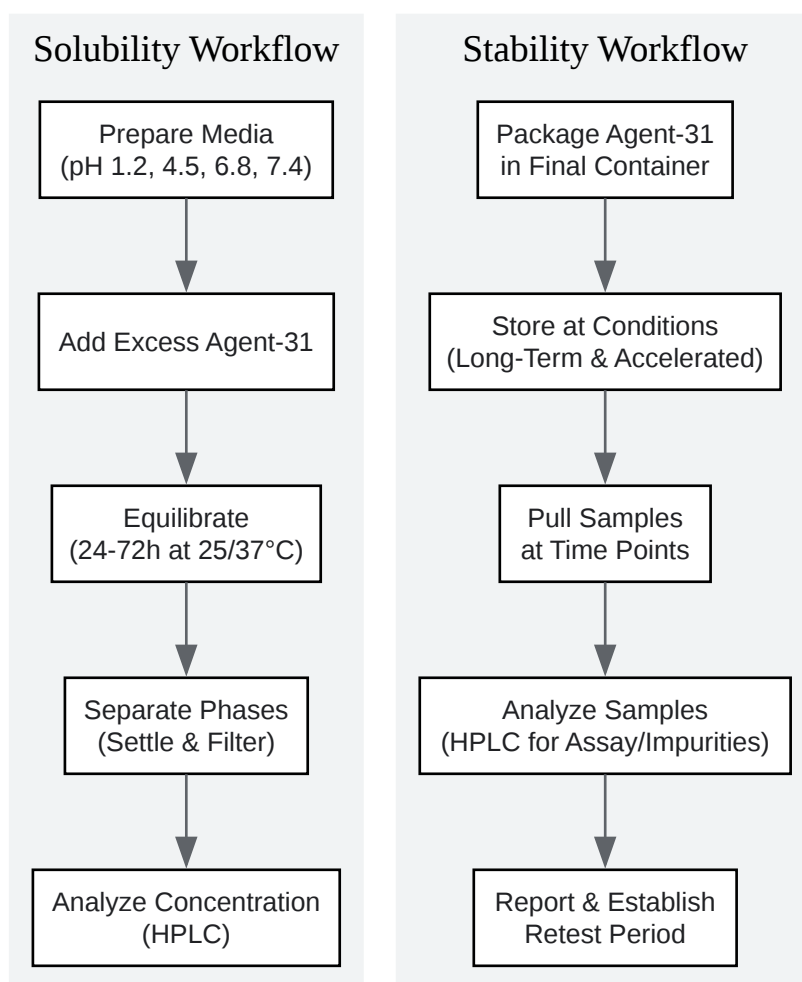 Solubility Workflow
Prepare Media
(pH 1.2, 4.5, 6.8, 7.4)
Add Excess Agent-31
Equilibrate
(24-72h at 25/37°C)
Separate Phases
(Settle & Filter)
Analyze Concentration
(HPLC)
Stability Workflow
Package Agent-31
in Final Container
Store at Conditions
(Long-Term & Accelerated)
Pull Samples
at Time Points
Analyze Samples
(HPLC for Assay/Impurities)
Report & Establish
Retest Period